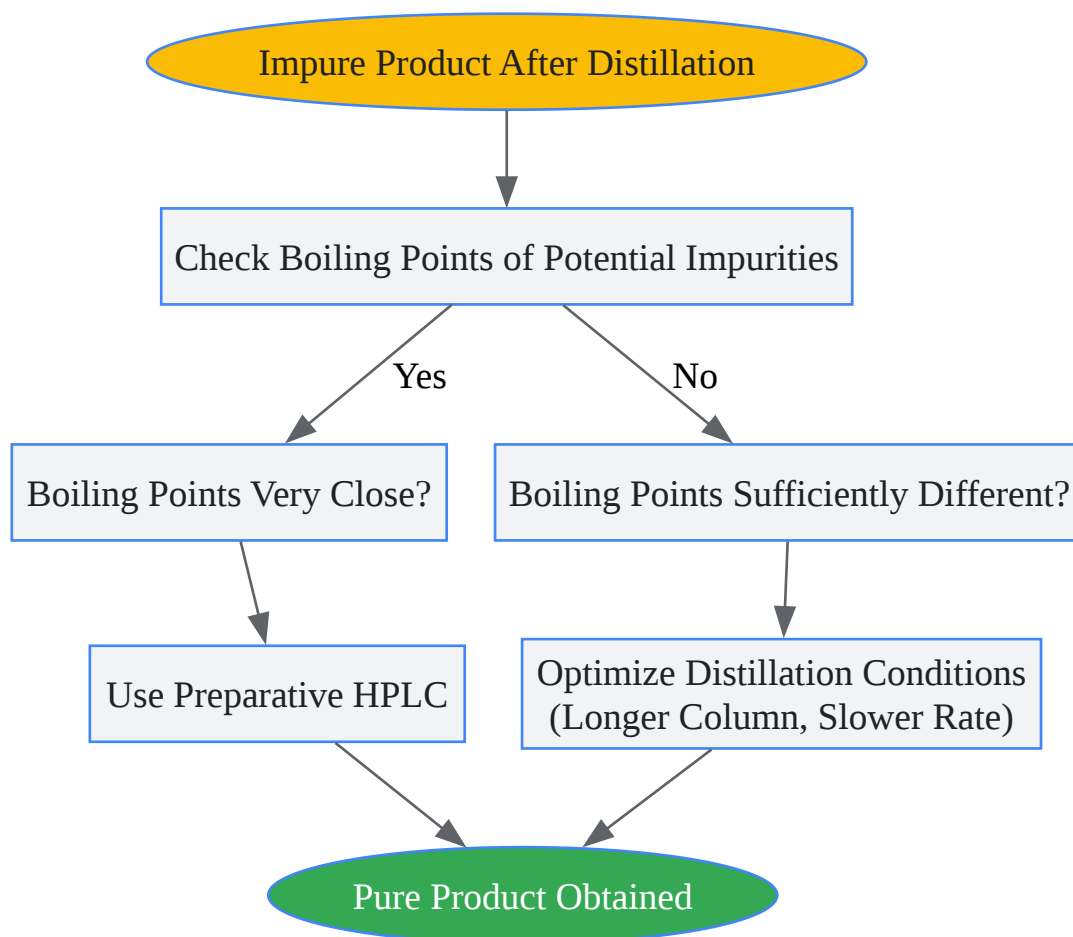 Impure Product After Distillation
Check Boiling Points of Potential Impurities
Yes
No
Boiling Points Very Close?
Boiling Points Sufficiently Different?
Use Preparative HPLC
Optimize Distillation Conditions
(Longer Column, Slower Rate)
Pure Product Obtained